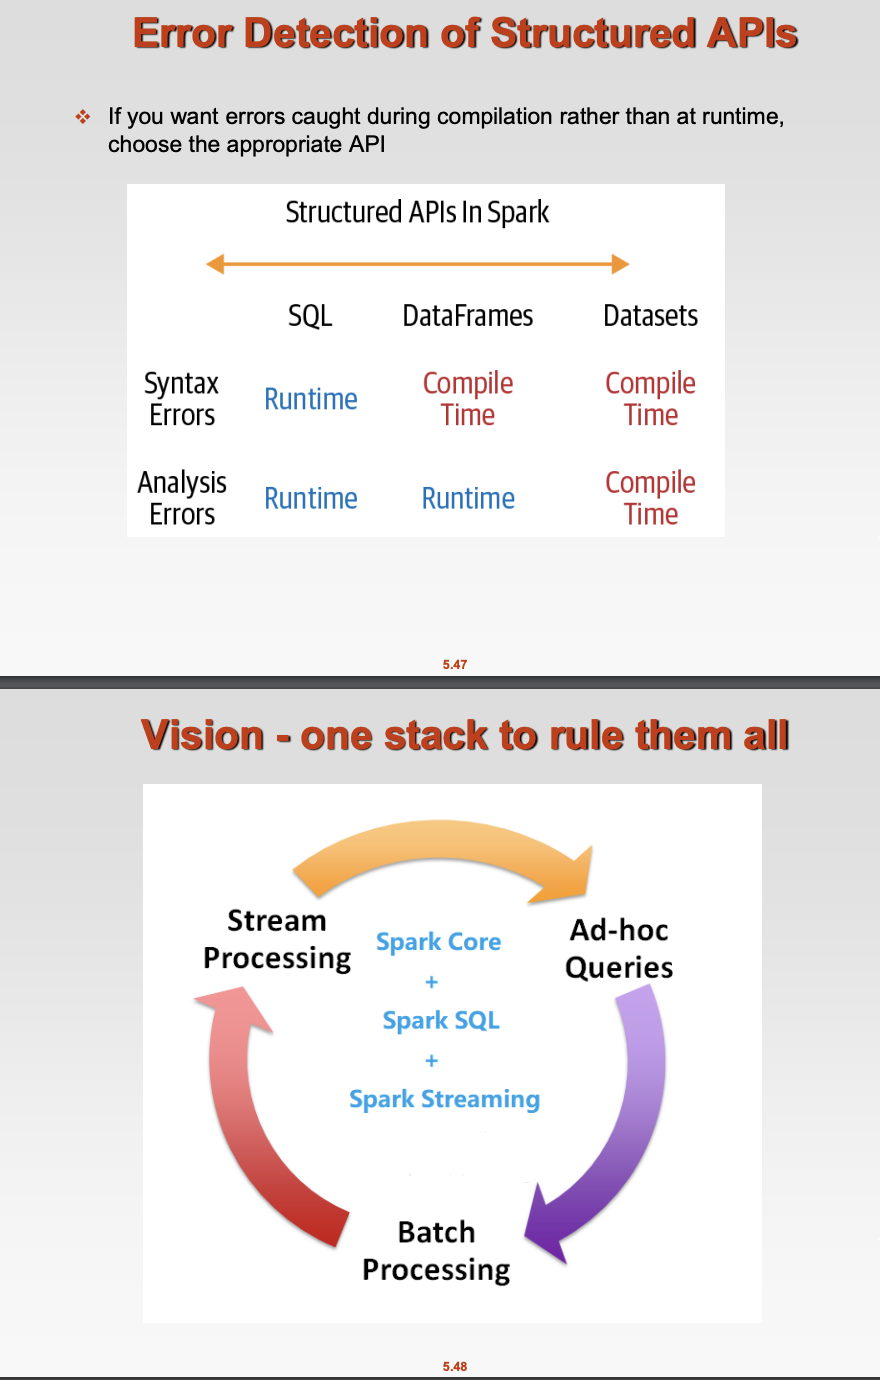 Error Detection of Structured APIs
❖ If you want errors caught during compilation rather than at runtime,
choose the appropriate API
Structured APIs In Spark
SQL DataFrames Datasets
Syntax Errors Runtime Compile Time Compile Time
Analysis Errors Runtime Runtime Compile Time
5.47
Vision - one stack to rule them all
Stream
Processing
Ad-hoc
Queries
Spark Core
+
Spark SQL
+
Spark Streaming
Batch
Processing
5.48